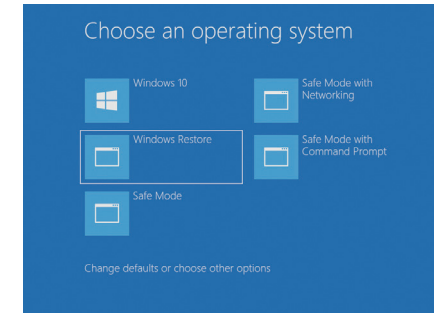 Choose an operating system
Windows 10
Windows Restore
Safe Mode
Safe Mode with
Networking
Safe Mode with
Command Prompt
Change defaults or choose other options